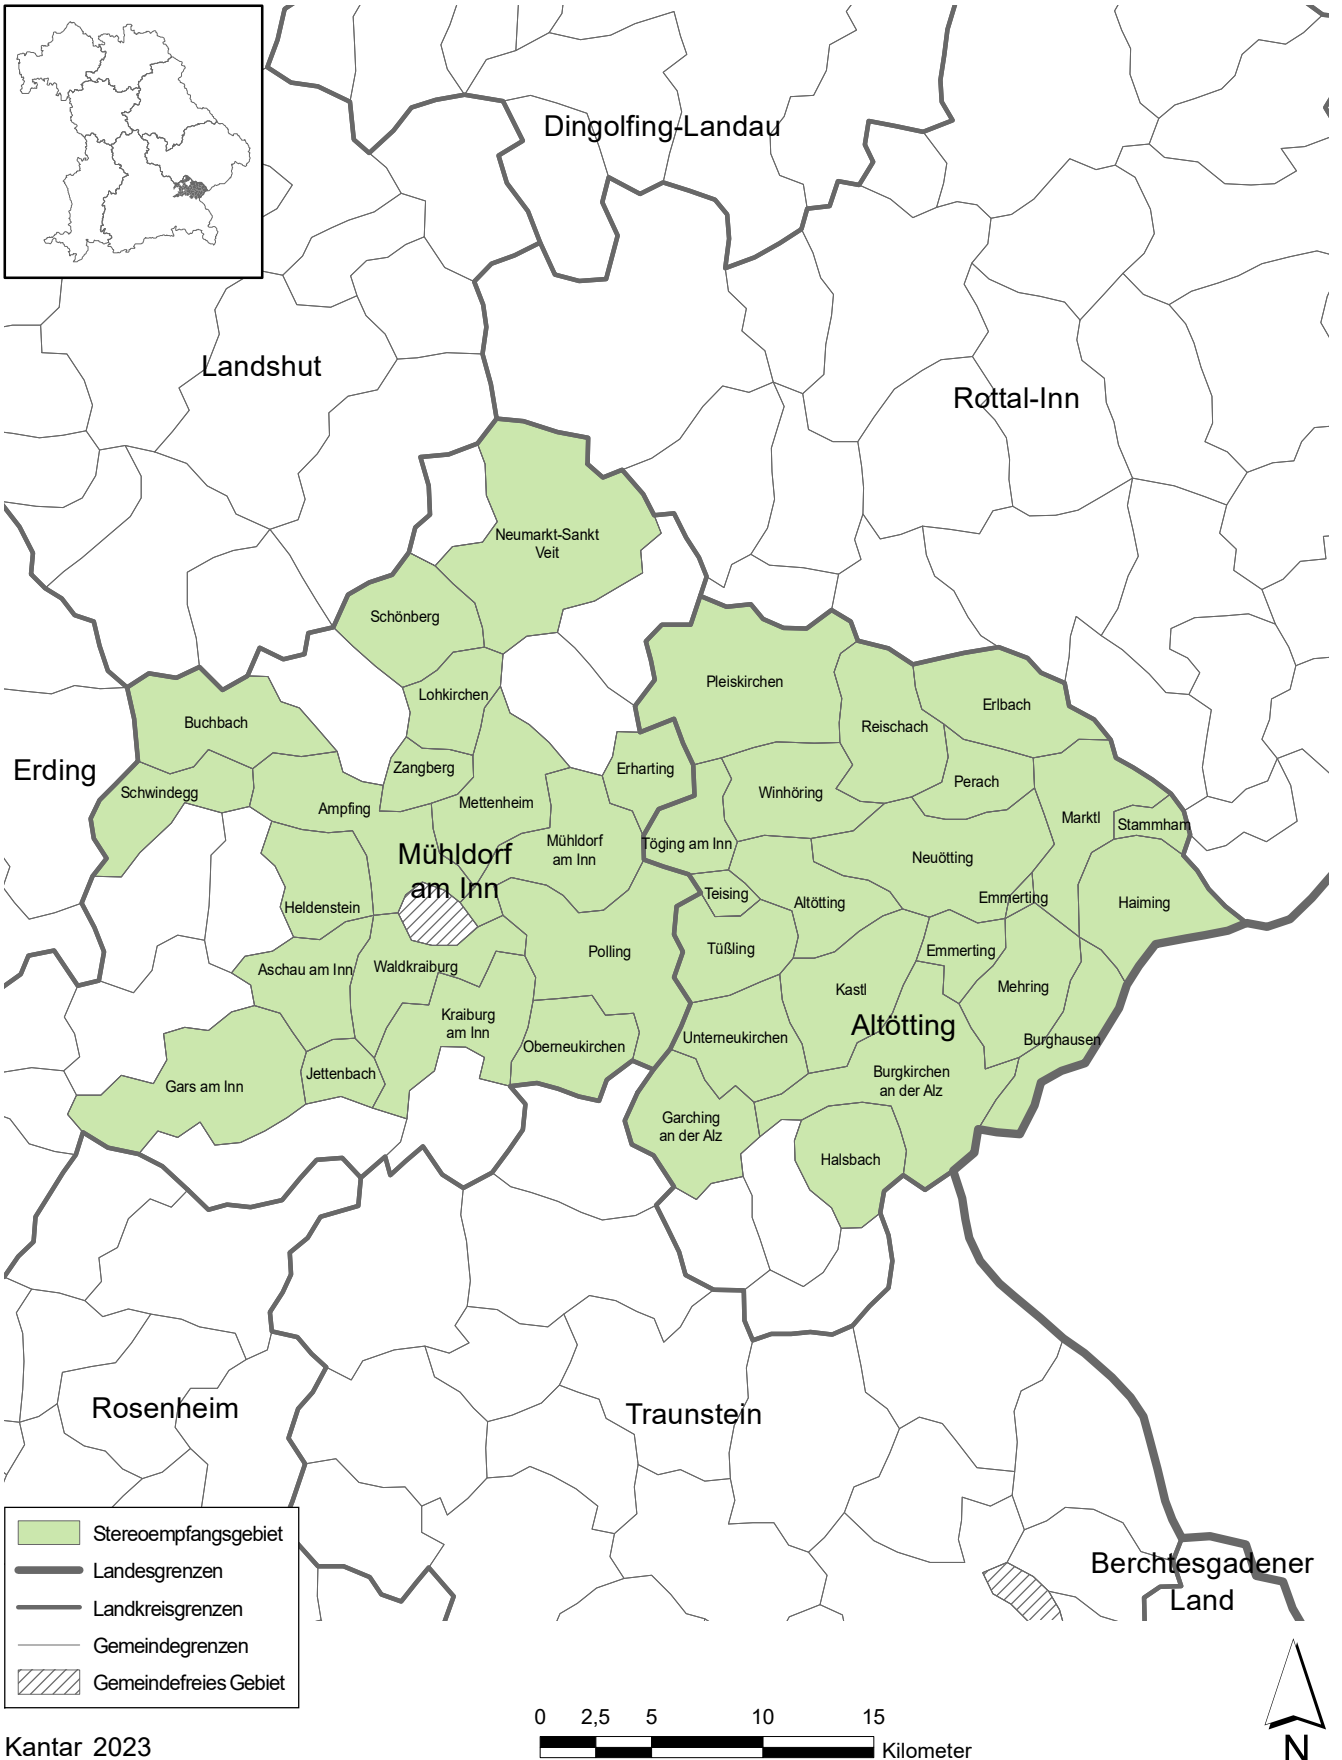 Dingolfing-Landau
Landshut
Rottal-Inn
Neumarkt-Sankt
Veit
Schönberg
Pleiskirchen
Lohkirchen
Erlbach
Buchbach
Reischach
Erding
Zangberg
Erharting
Perach
Schwindegg
Winhöring
Ampfing
Mettenheim
Marktl
Stammham
Mühldorf
am Inn
Töging am Inn
Mühldorf
am Inn
Neuötting
Teising
Emmerting
Altötting
Haiming
Heldenstein
Polling
Tüßling
Emmerting
Aschau am Inn
Waldkraiburg
Kastl
Mehring
Kraiburg
am Inn
Altötting
Unterneukirchen
Burghausen
Oberneukirchen
Jettenbach
Gars am Inn
Burgkirchen
an der Alz
Garching
an der Alz
Halsbach
Rosenheim
Traunstein
Berchtesgadener
Land
Stereoempfangsgebiet
Landesgrenzen
Landkreisgrenzen
Gemeindegrenzen
Gemeindefreies Gebiet
0 2,5 5 10 15
Kilometer
N
Kantar 2023